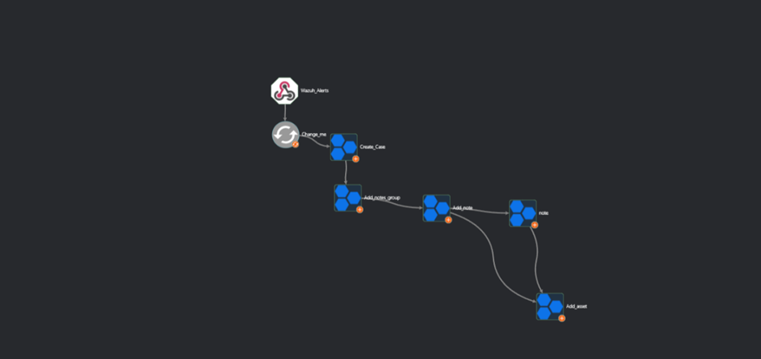 Wazuh_Alerts
Change_me
Create_Case
Add_notes_group
Add_note
note
Add_asset